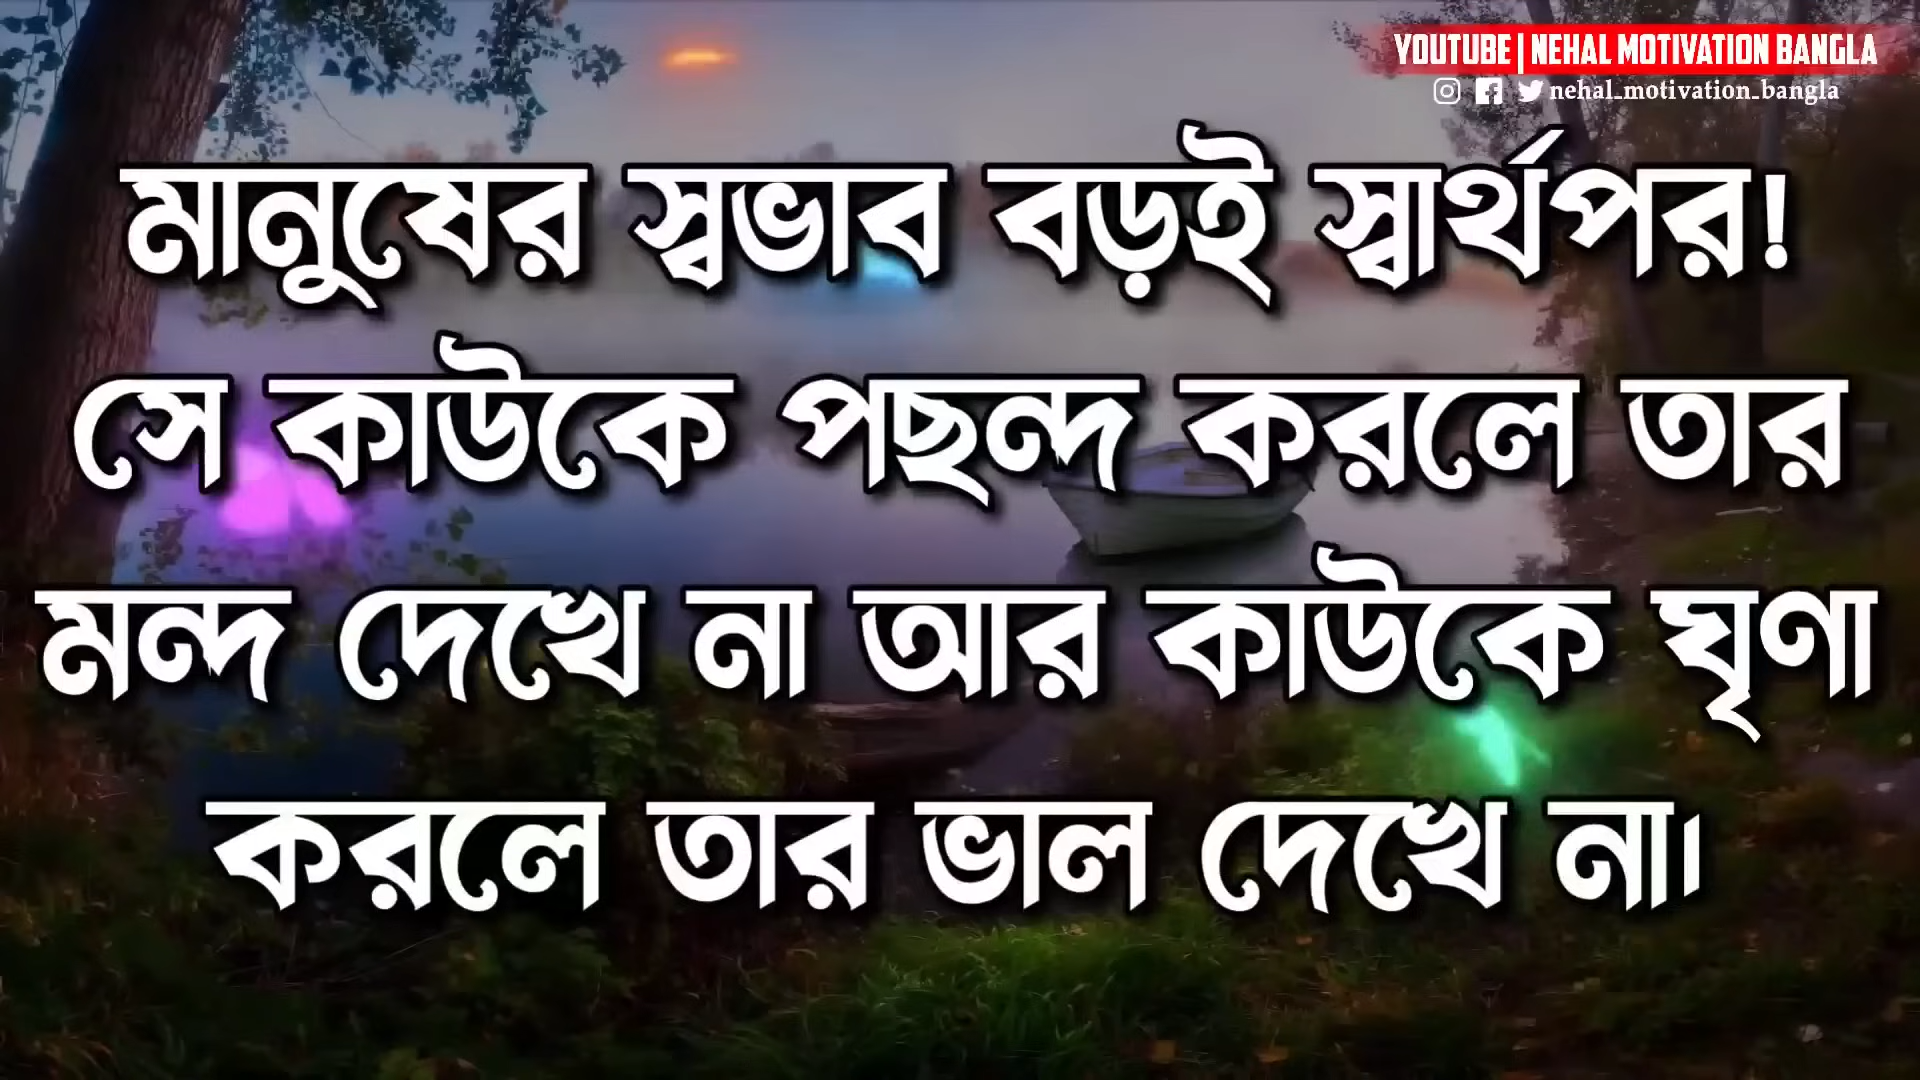 YOUTUBE | NEHAL MOTIVATION BANGLA
nehal_motivation_bangla
মানুষের স্বভাব বড়ই স্বার্থপর!
সে কাউকে পছন্দ করলে তার
মন্দ দেখে না আর কাউকে ঘৃণা
করলে তার ভাল দেখে না।